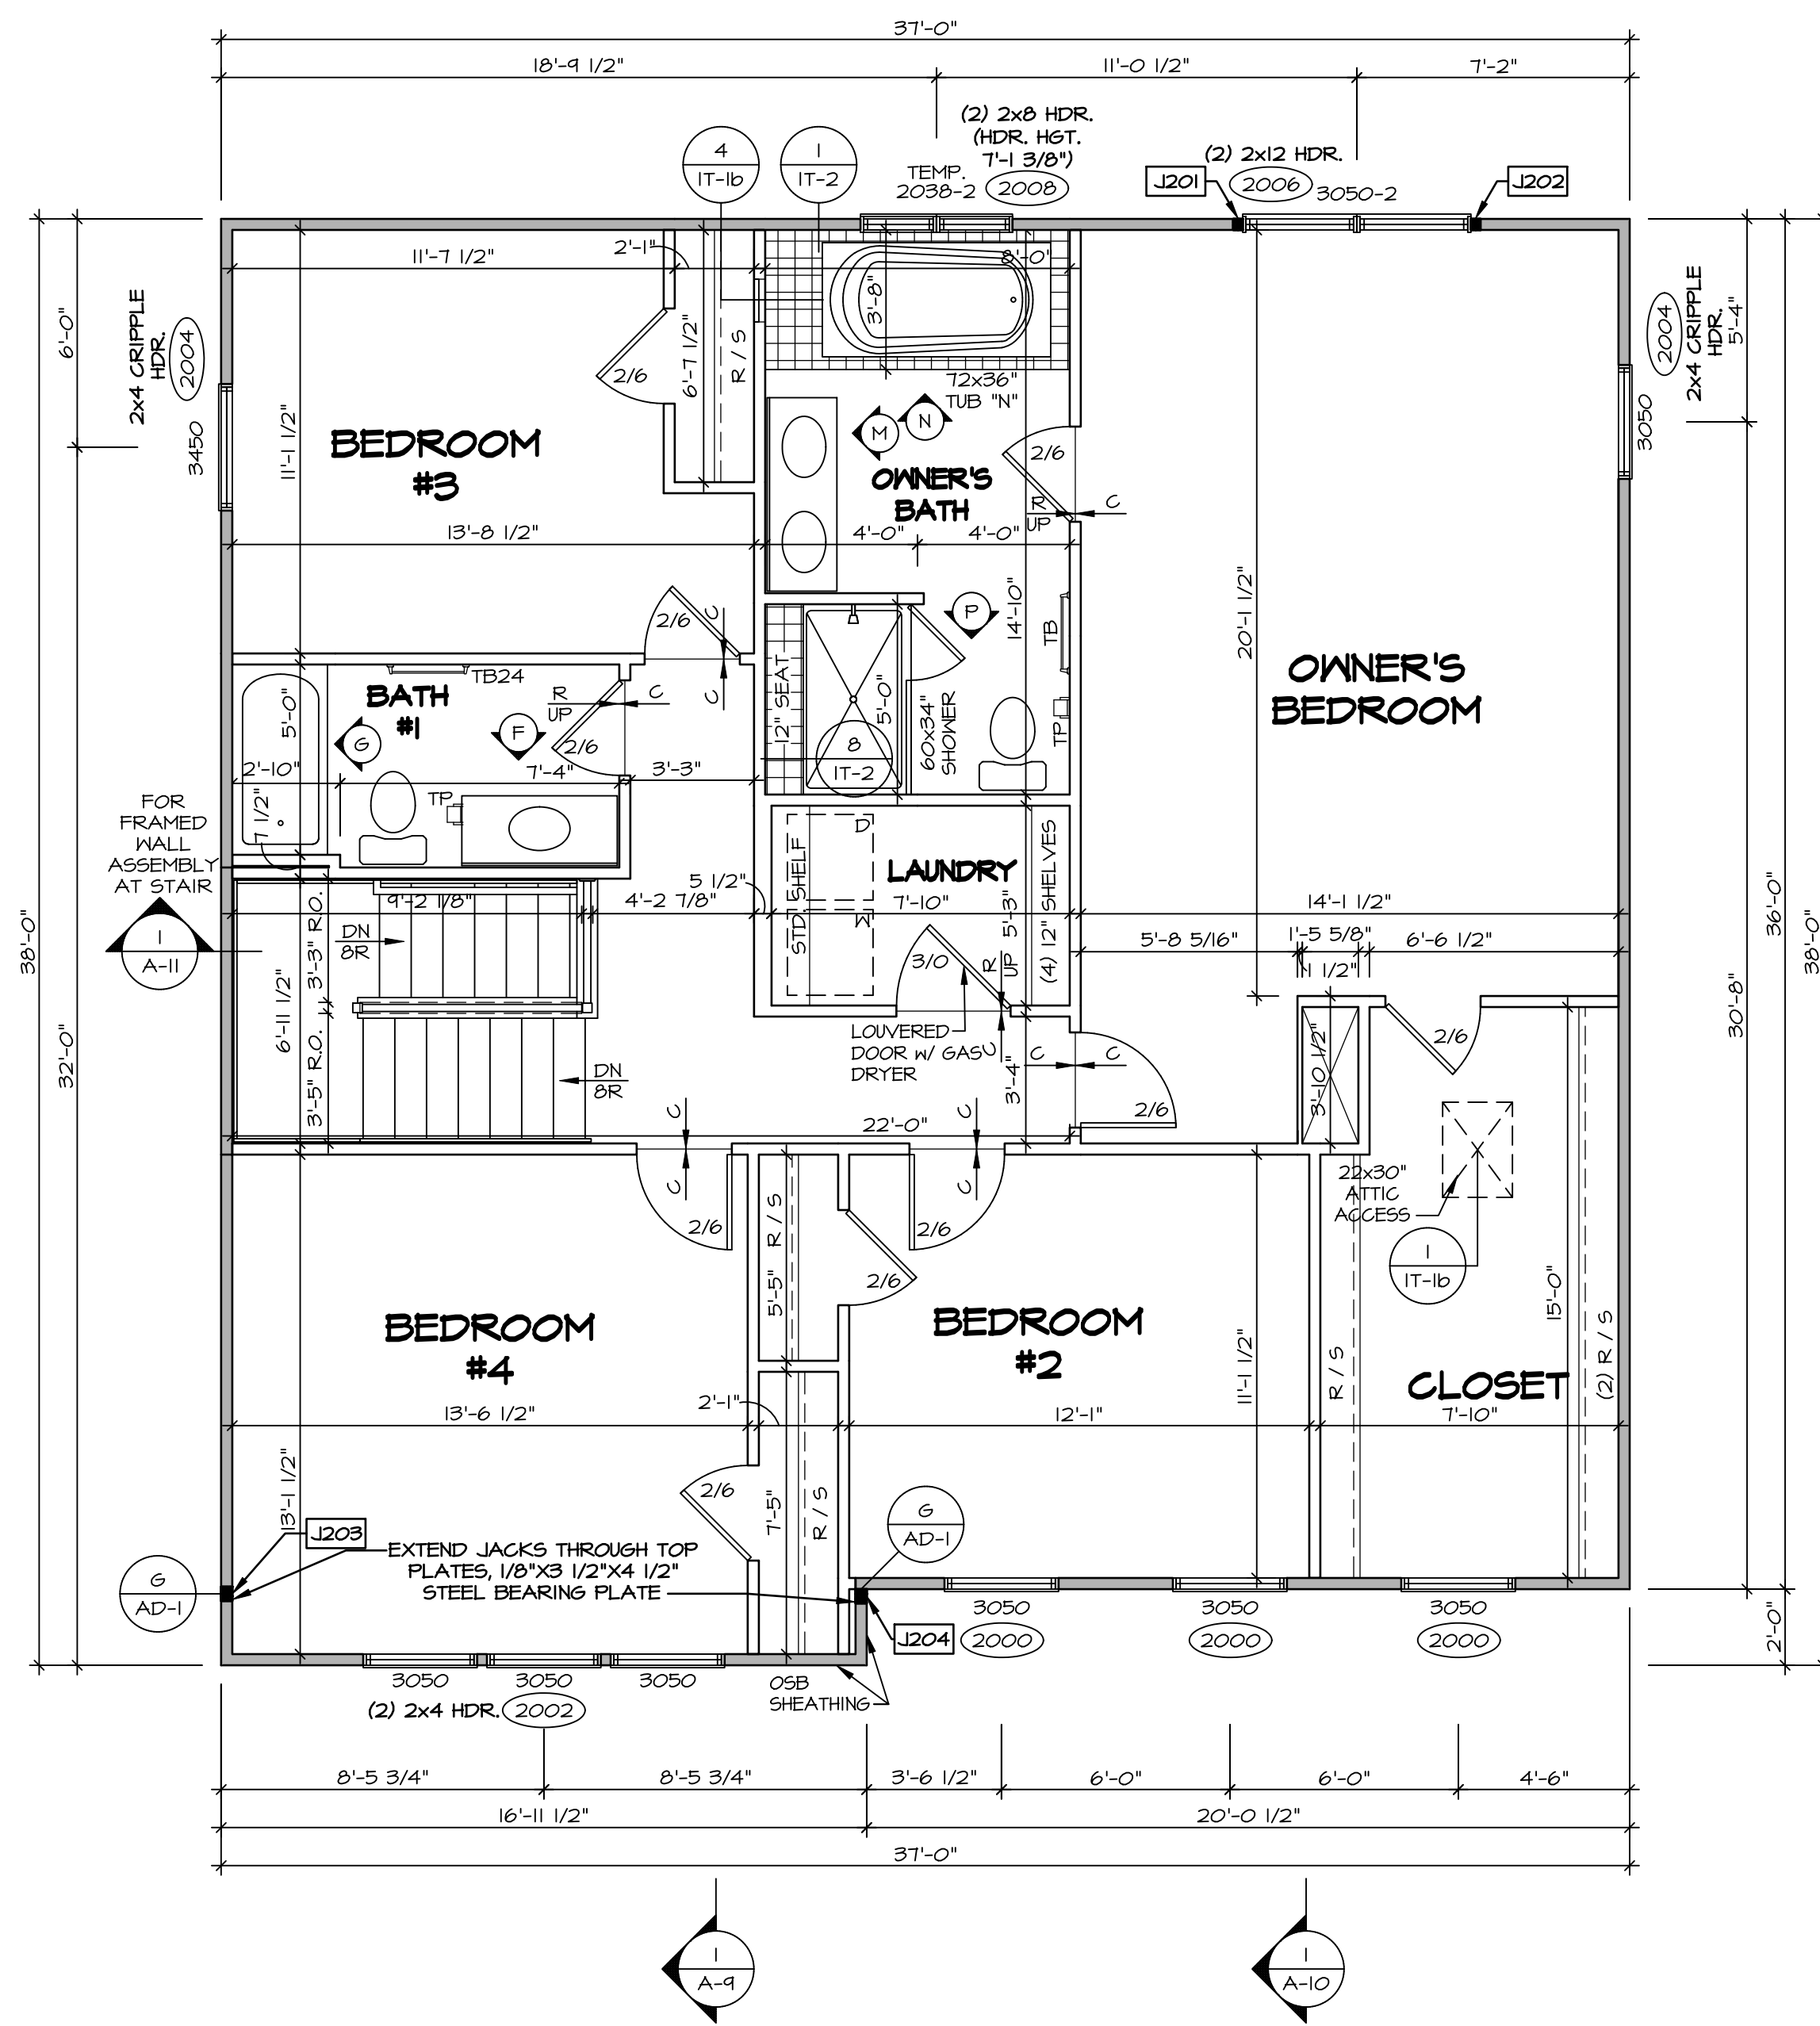 37'-0"
18'-9 1/2" 11'-0 1/2" 7'-2"
(2) 2x8 HDR.
(HDR. HGT.
7'-1 3/8")
4
IT-1b
1
IT-2
TEMP.
2038-2
2008
(2) 2x12 HDR.
J201
2006
3050-2
J202
6'-0"
2x4 CRIPPLE
HDR.
2004
3450
38'-0"
32'-0"
11'-7 1/2"
2'-1"
6'-7 1/2"
R / S
2/6
11'-1 1/2"
BEDROOM
#3
13'-8 1/2"
2/6
C
C
3'-8"
72x36"
TUB "N"
M
N
OWNER'S
BATH
4'-0" 4'-0"
2/6
R
UP
C
14'-10"
P
TB
TP
12" SEAT
5'-0"
60x34"
SHOWER
8
IT-2
20'-1 1/2"
OWNER'S
BEDROOM
2x4 CRIPPLE
HDR.
2004
3050
5'-4"
36'-0"
30'-8"
38'-0"
2'-0"
TB24
BATH
#1
R
UP
C
G
F
2/6
5'-0"
2'-10"
7'-4"
3'-3"
TP
7 1/2"
FOR
FRAMED
WALL
ASSEMBLY
AT STAIR
1
A-11
9'-2 1/8"
4'-2 7/8"
5 1/2"
DN
8R
6'-11 1/2"
3'-3" R.O.
3'-5" R.O.
DN
8R
D
W
STD. SHELF
LAUNDRY
7'-10"
5'-3"
(4) 12" SHELVES
3/0
R
UP
C
LOUVERED
DOOR W/ GAS
DRYER
14'-1 1/2"
5'-8 5/16"
1'-5 5/8"
6'-6 1/2"
1 1/2"
3'-10 1/2"
2/6
C
C
3'-4"
2/6
22'-0"
C
C
C
C
22x30"
ATTIC
ACCESS
1
IT-1b
2/6
R / S
5'-5"
2/6
2/6
BEDROOM
#4
BEDROOM
#2
11'-1 1/2"
R / S
15'-0"
(2) R / S
CLOSET
13'-6 1/2"
2'-1"
12'-1"
7'-10"
13'-1 1/2"
2/6
7'-5"
R / S
J203
EXTEND JACKS THROUGH TOP
PLATES, 1/8"X3 1/2"X4 1/2"
STEEL BEARING PLATE
G
AD-1
G
AD-1
J204
3050 3050 3050
2000 2000 2000
3050 3050 3050
(2) 2x4 HDR.
2002
OSB
SHEATHING
8'-5 3/4" 8'-5 3/4" 3'-6 1/2" 6'-0" 6'-0" 4'-6"
16'-11 1/2" 20'-0 1/2"
37'-0"
1
A-9
1
A-10